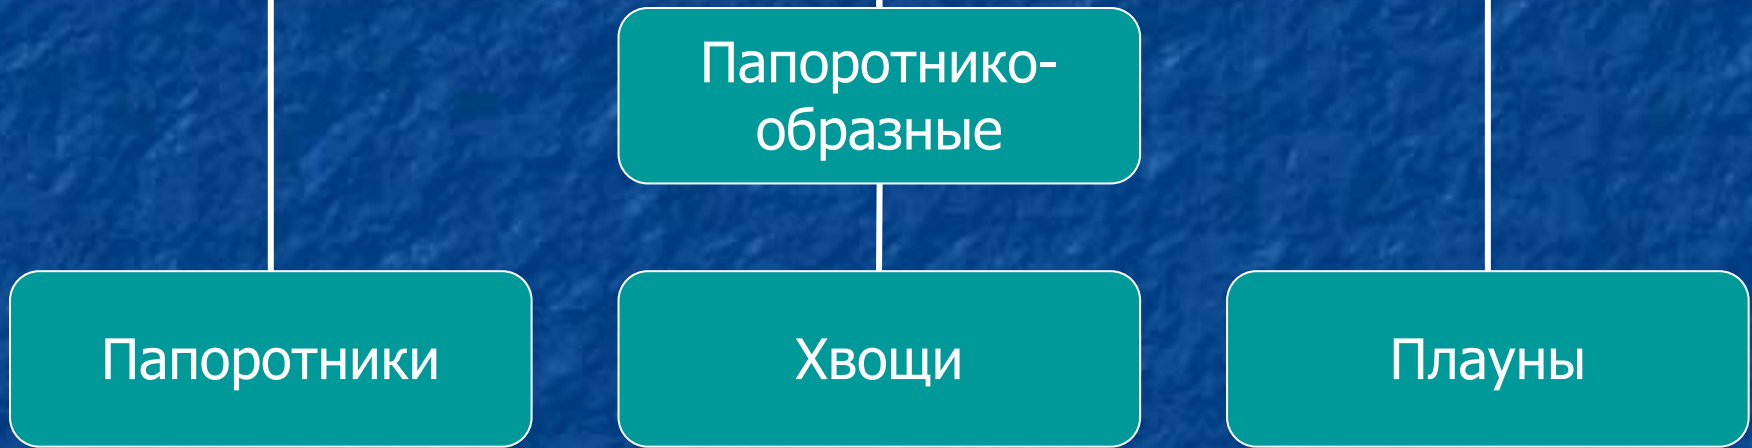 Папоротнико-
образные
Папоротники
Хвощи
Плауны